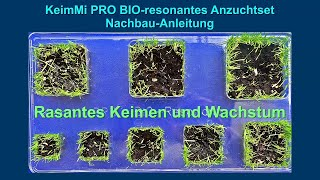 KeimMi PRO BIO-resonantes Anzuchtset
Nachbau-Anleitung
Rasantes Keimen und Wachstum